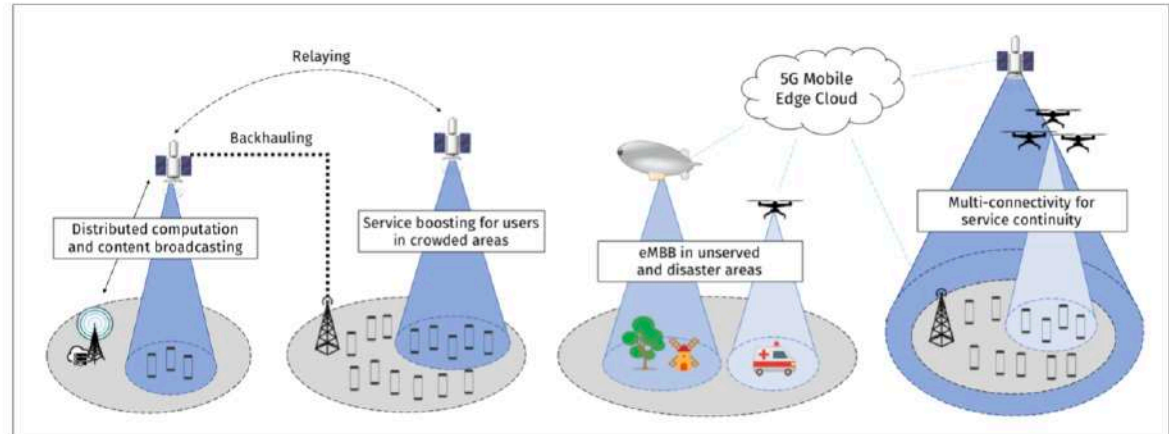 Relaying
Backhauling
Distributed computation
and content broadcasting
Service boosting for users
in crowded areas
5G Mobile
Edge Cloud
eMBB in unserved
and disaster areas
Multi-connectivity for
service continuity